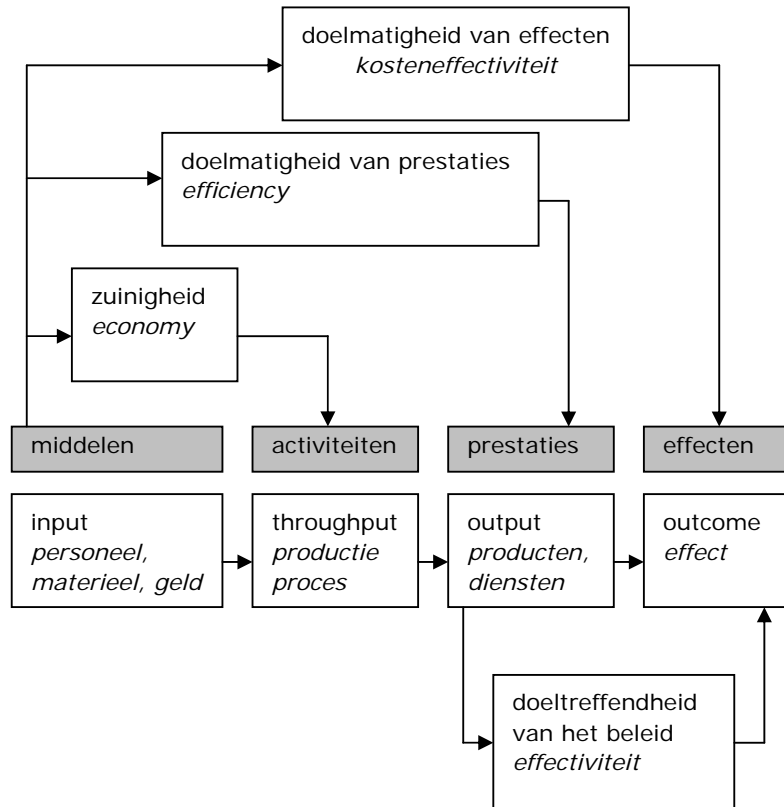 doelmatigheid van effecten
kosteneffectiviteit
doelmatigheid van prestaties
efficiency
zuinigheid
economy
middelen
activiteiten
prestaties
effecten
input
personeel,
materieel, geld
throughput
productie
proces
output
producten,
diensten
outcome
effect
doeltreffendheid
van het beleid
effectiviteit